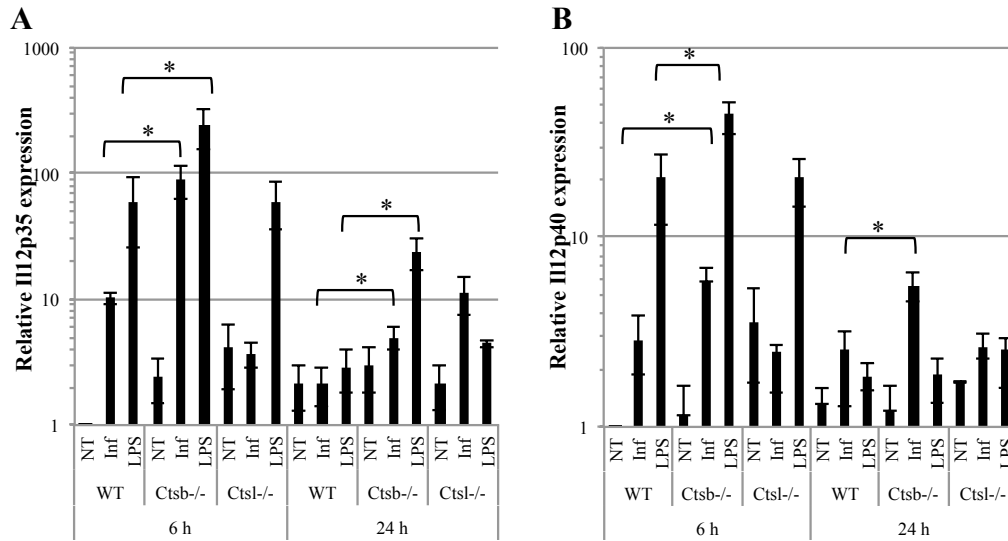 A
Relative Il12p35 expression
1000
100
10
1
*
*
*
*
NT Inf LPS NT Inf LPS NT Inf LPS NT Inf LPS NT Inf LPS NT Inf LPS
WT Ctsb-/- Ctsl-/- WT Ctsb-/- Ctsl-/-
6 h 24 h
B
Relative Il12p40 expression
100
10
1
*
*
*
NT Inf LPS NT Inf LPS NT Inf LPS NT Inf LPS NT Inf LPS NT Inf LPS
WT Ctsb-/- Ctsl-/- WT Ctsb-/- Ctsl-/-
6 h 24 h